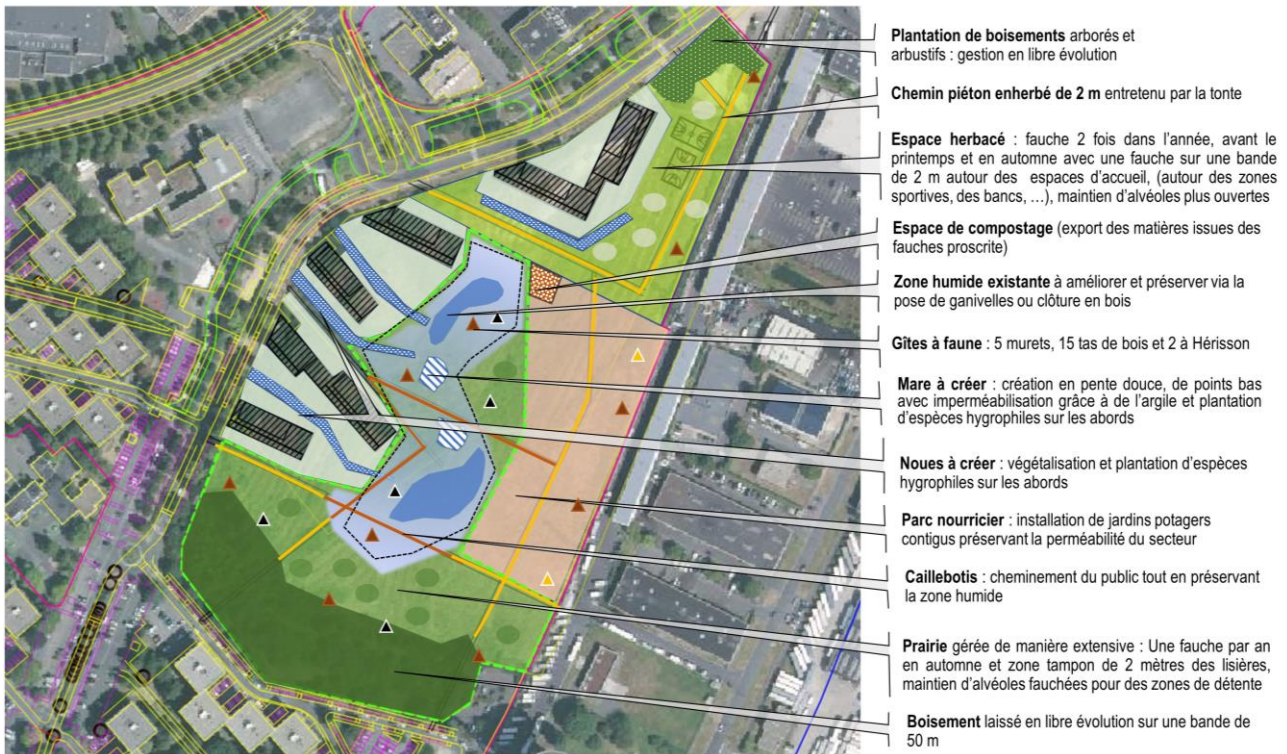 Plantation de boisements arborés et
arbustifs : gestion en libre évolution
Chemin piéton enherbé de 2 m entretenu par la tonte
Espace herbacé : fauche 2 fois dans l'année, avant le
printemps et en automne avec une fauche sur une bande
de 2 m autour des espaces d'accueil, (autour des zones
sportives, des bancs, …), maintien d'alvéoles plus ouvertes
Espace de compostage (export des matières issues des
fauches proscrite)
Zone humide existante à améliorer et préserver via la
pose de ganivelles ou clôture en bois
Gîtes à faune : 5 murets, 15 tas de bois et 2 à Hérisson
Mare à créer : création en pente douce, de points bas
avec imperméabilisation grâce à de l'argile et plantation
d'espèces hygrophiles sur les abords
Noues à créer : végétalisation et plantation d'espèces
hygrophiles sur les abords
Parc nourricier : installation de jardins potagers
contigus préservant la perméabilité du secteur
Caillebotis : cheminement du public tout en préservant
la zone humide
Prairie gérée de manière extensive : Une fauche par an
en automne et zone tampon de 2 mètres des lisières,
maintien d'alvéoles fauchées pour des zones de détente
Boisement laissé en libre évolution sur une bande de
50 m